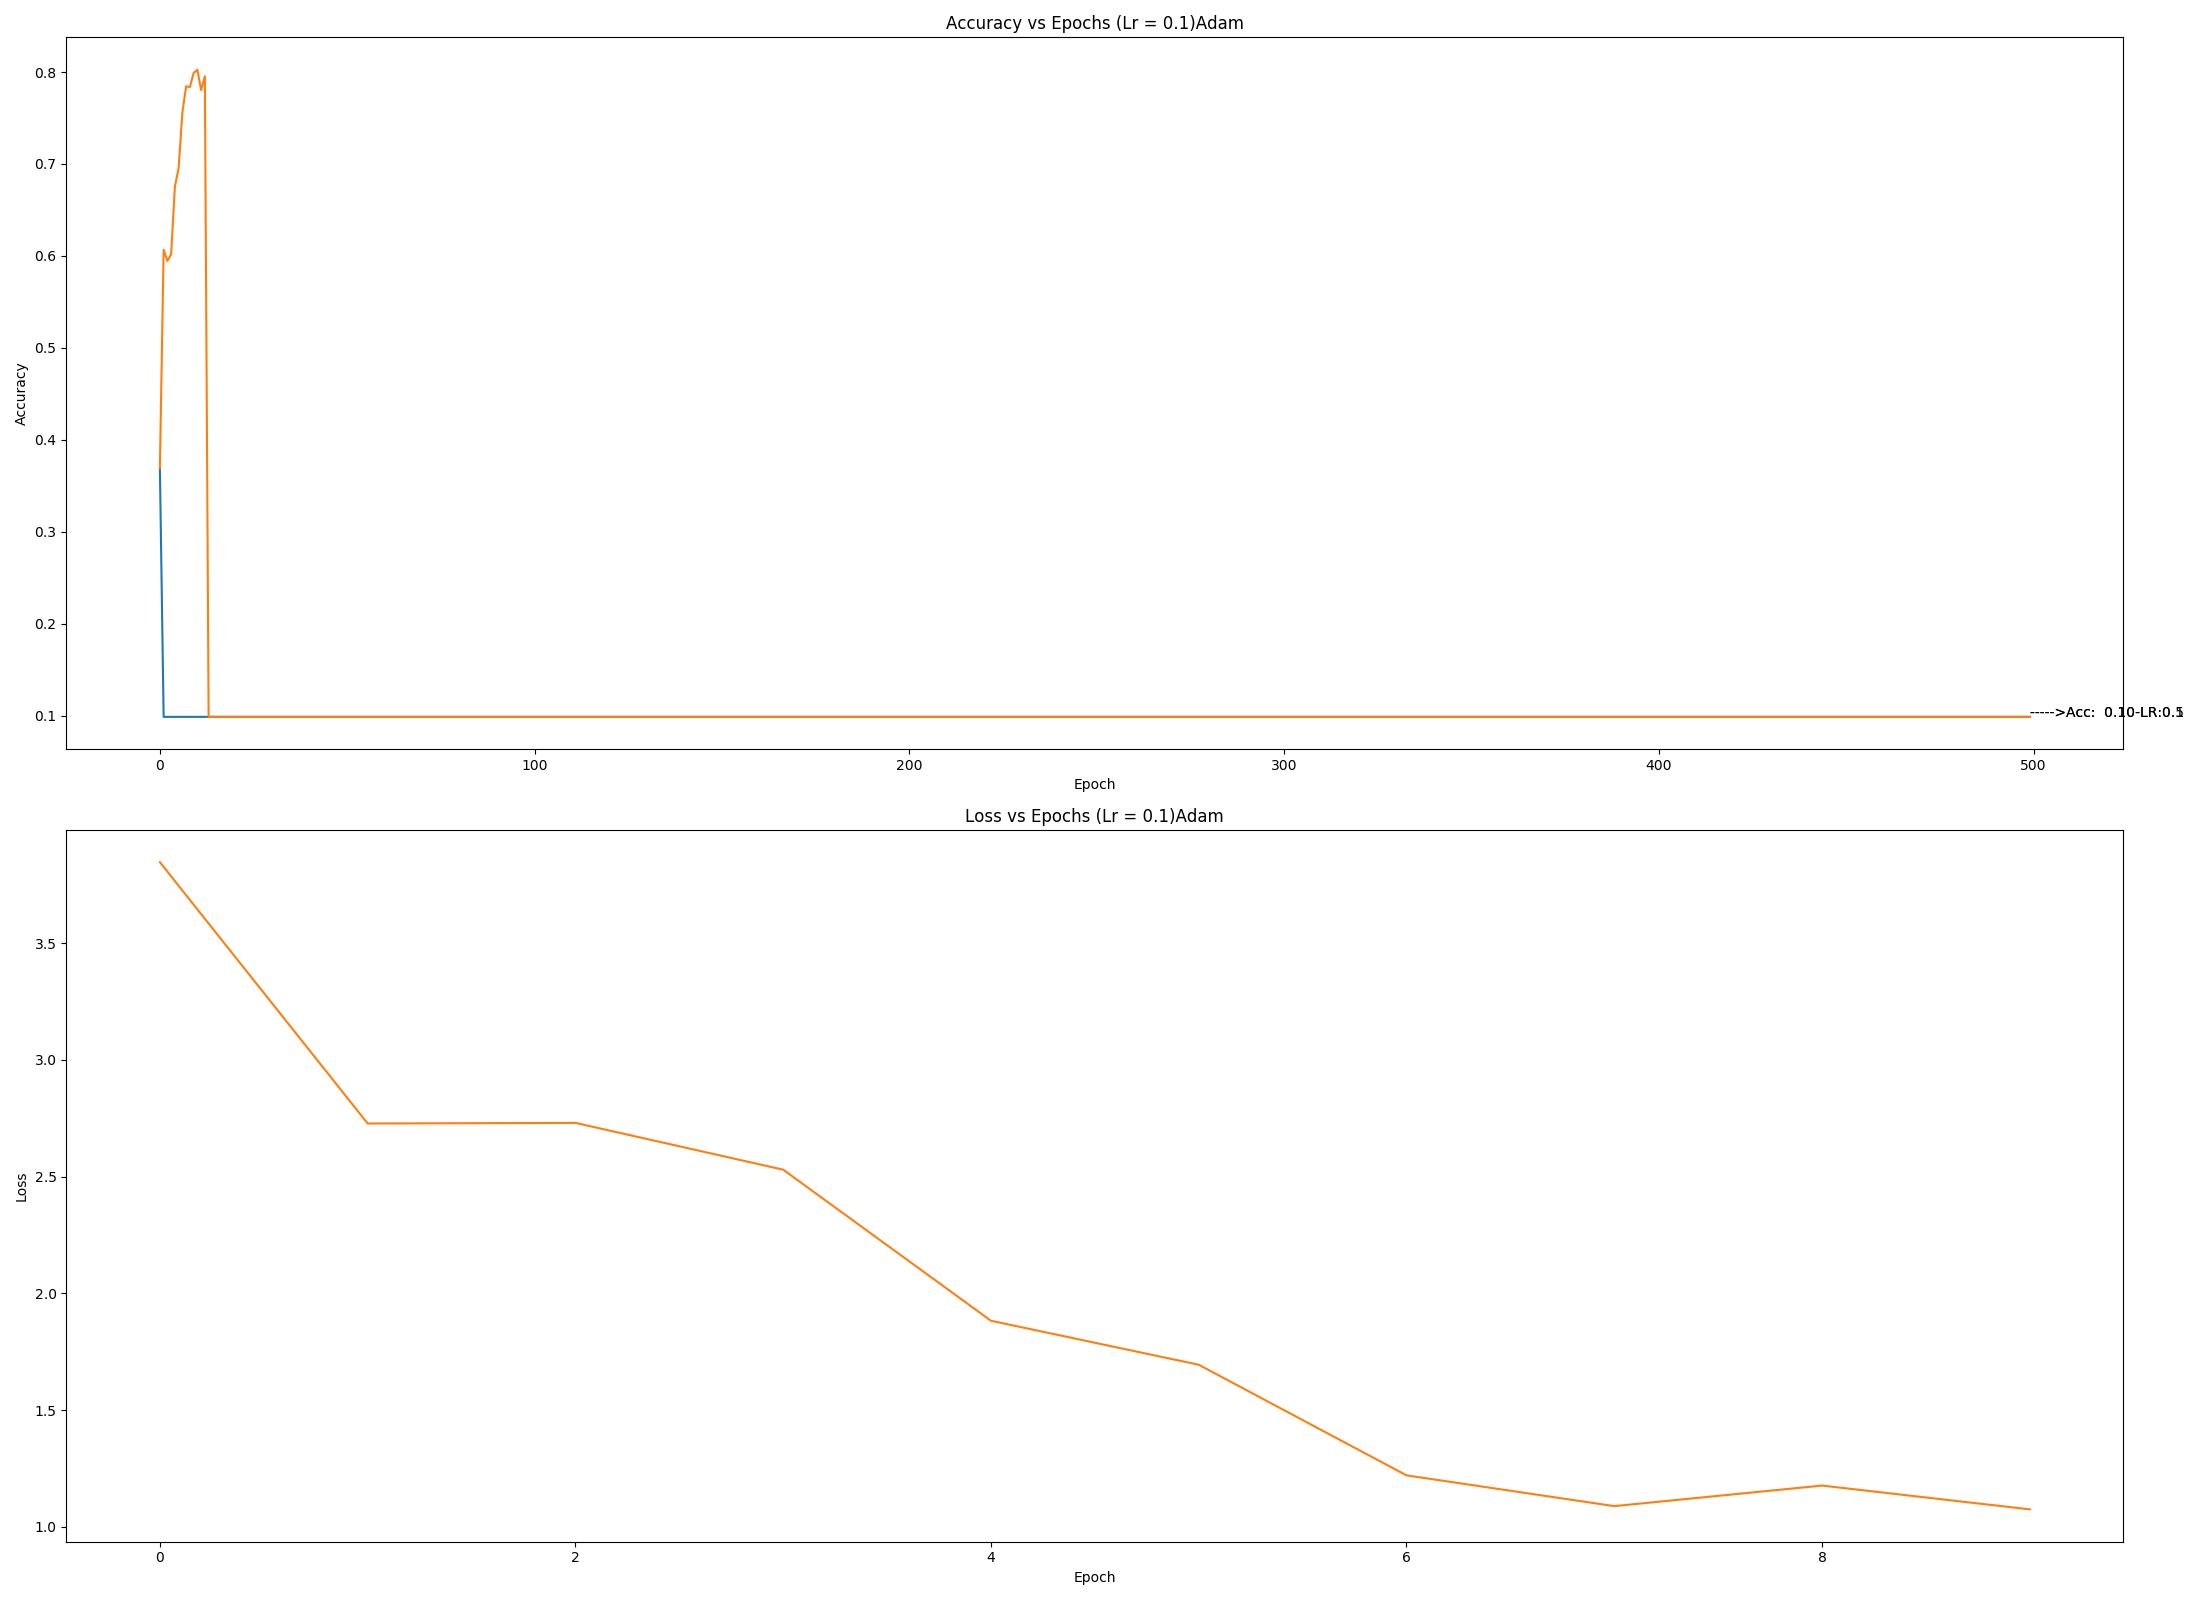 Accuracy vs Epochs (Lr = 0.1)Adam
0.8
0.7
0.6
0.5
0.4
0.3
0.2
0.1
Accuracy
----->Acc:  0.10-LR:
0 100 200 300 400 500
Epoch
Loss vs Epochs (Lr = 0.1)Adam
3.5
3.0
2.5
2.0
1.5
1.0
Loss
0 2 4 6 8
Epoch